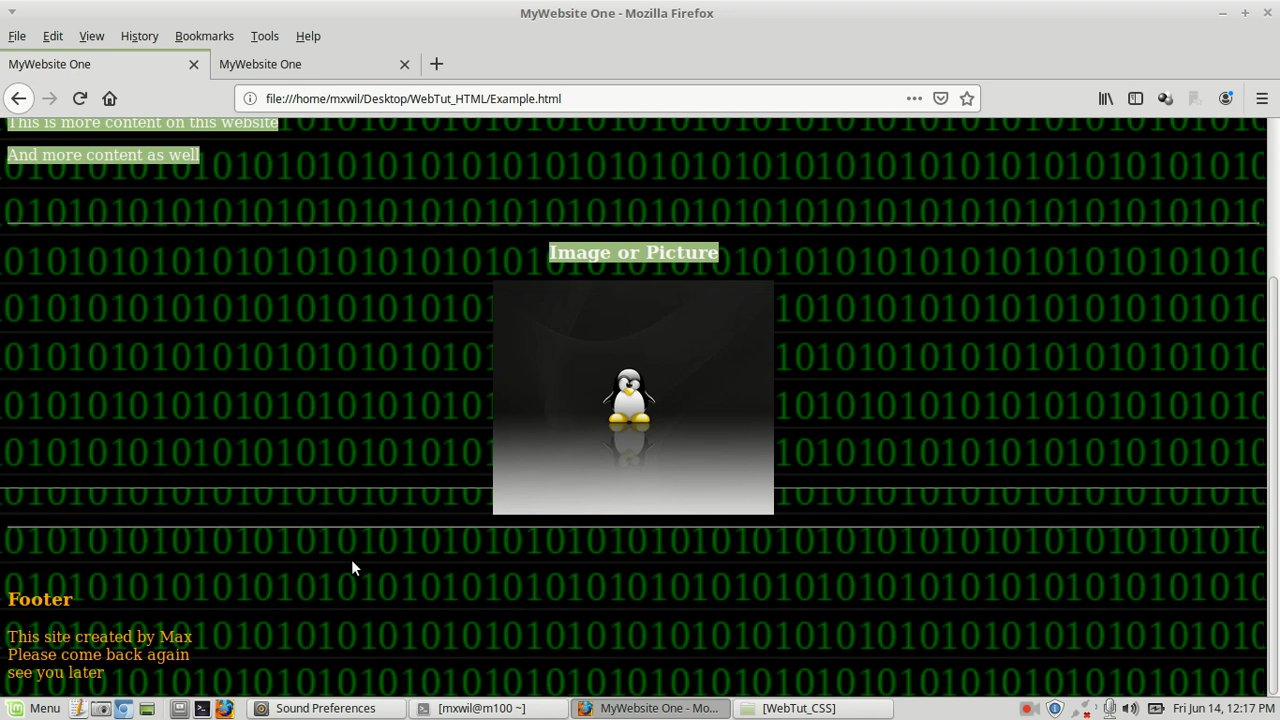 MyWebsite One - Mozilla Firefox
File Edit View History Bookmarks Tools Help
MyWebsite One
MyWebsite One
file:///home/mxwil/Desktop/WebTut_HTML/Example.html
This is more content on this website
And more content as well
Image or Picture
Footer
This site created by Max
Please come back again
see you later
Menu
Sound Preferences
[mxwil@m100 ~]
MyWebsite One - Mo...
[WebTut_CSS]
Fri Jun 14, 12:17 PM